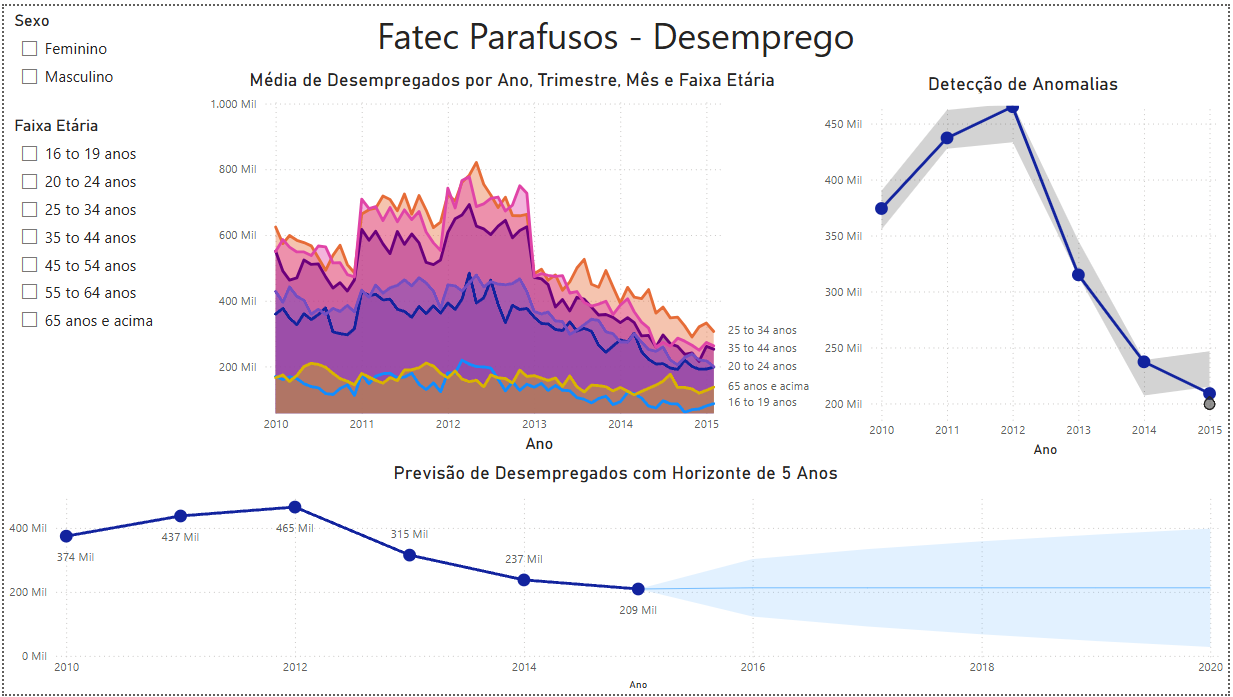 Fatec Parafusos - Desemprego
Sexo
Feminino
Masculino
Faixa Etária
16 to 19 anos
20 to 24 anos
25 to 34 anos
35 to 44 anos
45 to 54 anos
55 to 64 anos
65 anos e acima
Média de Desempregados por Ano, Trimestre, Mês e Faixa Etária
1.000 Mil
800 Mil
600 Mil
400 Mil
200 Mil
25 to 34 anos
35 to 44 anos
20 to 24 anos
65 anos e acima
16 to 19 anos
2010 2011 2012 2013 2014 2015
Ano
Detecção de Anomalias
450 Mil
400 Mil
350 Mil
300 Mil
250 Mil
200 Mil
2010 2011 2012 2013 2014 2015
Ano
Previsão de Desempregados com Horizonte de 5 Anos
400 Mil
200 Mil
0 Mil
374 Mil
437 Mil
465 Mil
315 Mil
237 Mil
209 Mil
2010 2012 2014 2016 2018 2020
Ano